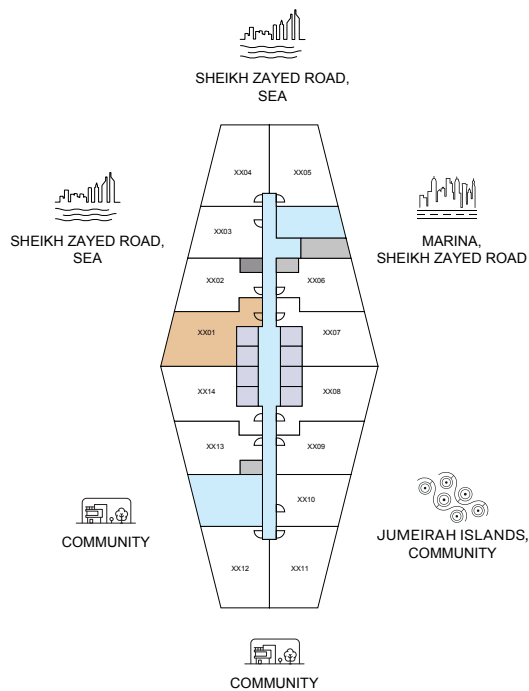 SHEIKH ZAYED ROAD,
SEA
XX04
XX05
SHEIKH ZAYED ROAD,
SEA
XX03
MARINA,
SHEIKH ZAYED ROAD
XX02
XX06
XX01
XX07
XX14
XX08
XX13
XX09
XX10
COMMUNITY
JUMEIRAH ISLANDS,
COMMUNITY
XX12
XX11
COMMUNITY